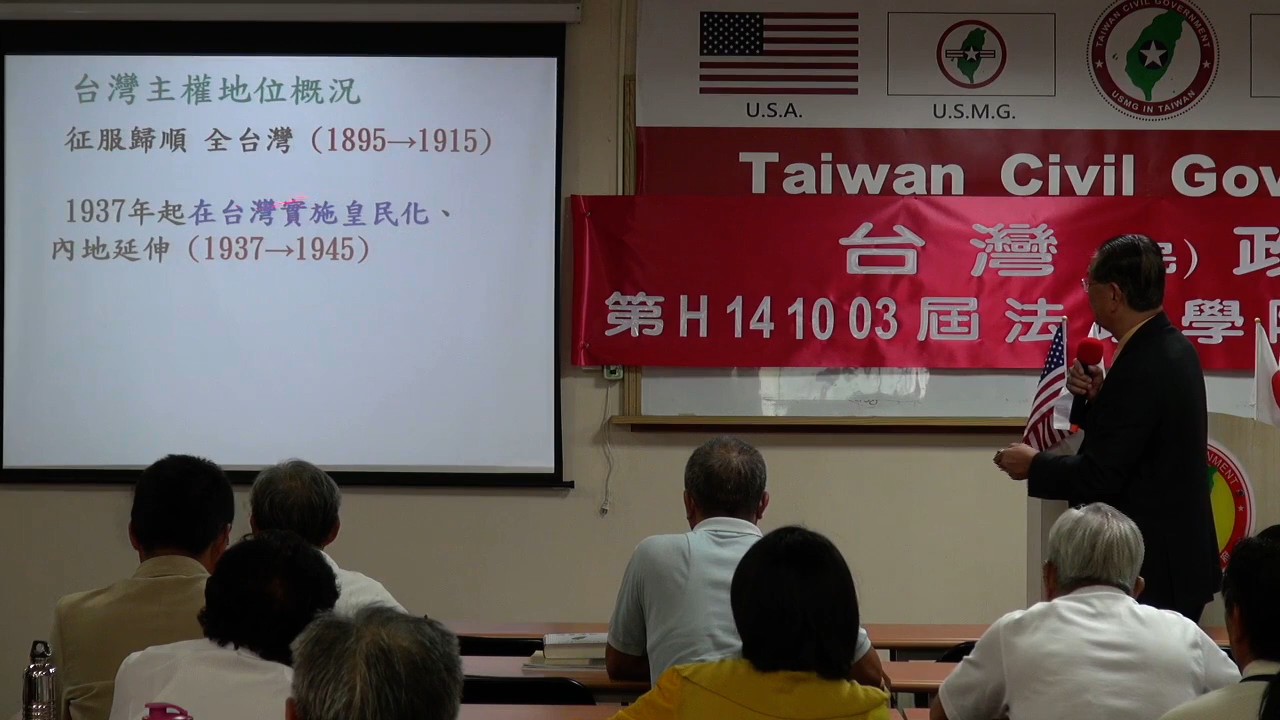 台灣主權地位概況
征服歸順 全台灣 (1895→1915)
1937年起在台灣實施皇民化、
內地延伸 (1937→1945)
U.S.A.
U.S.M.G.
TAIWAN CIVIL GOVERNMENT
USMG IN TAIWAN
Taiwan Civil Gov
台灣 民) 政
第H 14 10 03 屆法 學